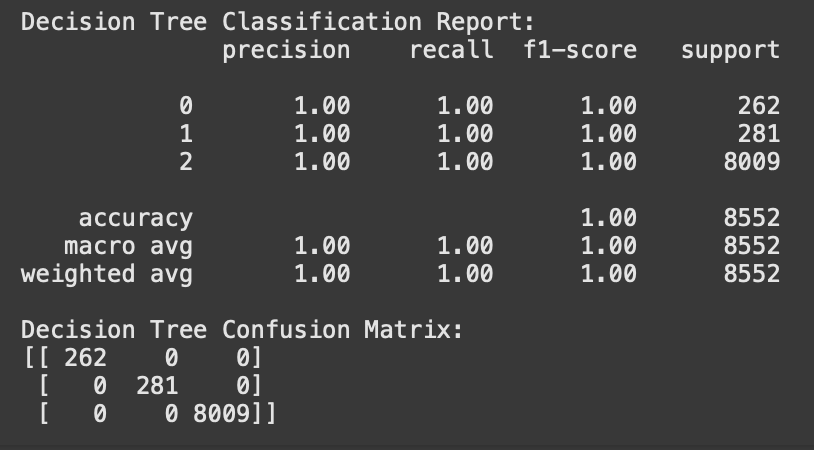 Decision Tree Classification Report:
              precision    recall  f1-score   support

           0       1.00      1.00      1.00       262
           1       1.00      1.00      1.00       281
           2       1.00      1.00      1.00      8009

    accuracy                           1.00      8552
   macro avg       1.00      1.00      1.00      8552
weighted avg       1.00      1.00      1.00      8552

Decision Tree Confusion Matrix:
[[ 262    0    0]
 [   0  281    0]
 [   0    0 8009]]